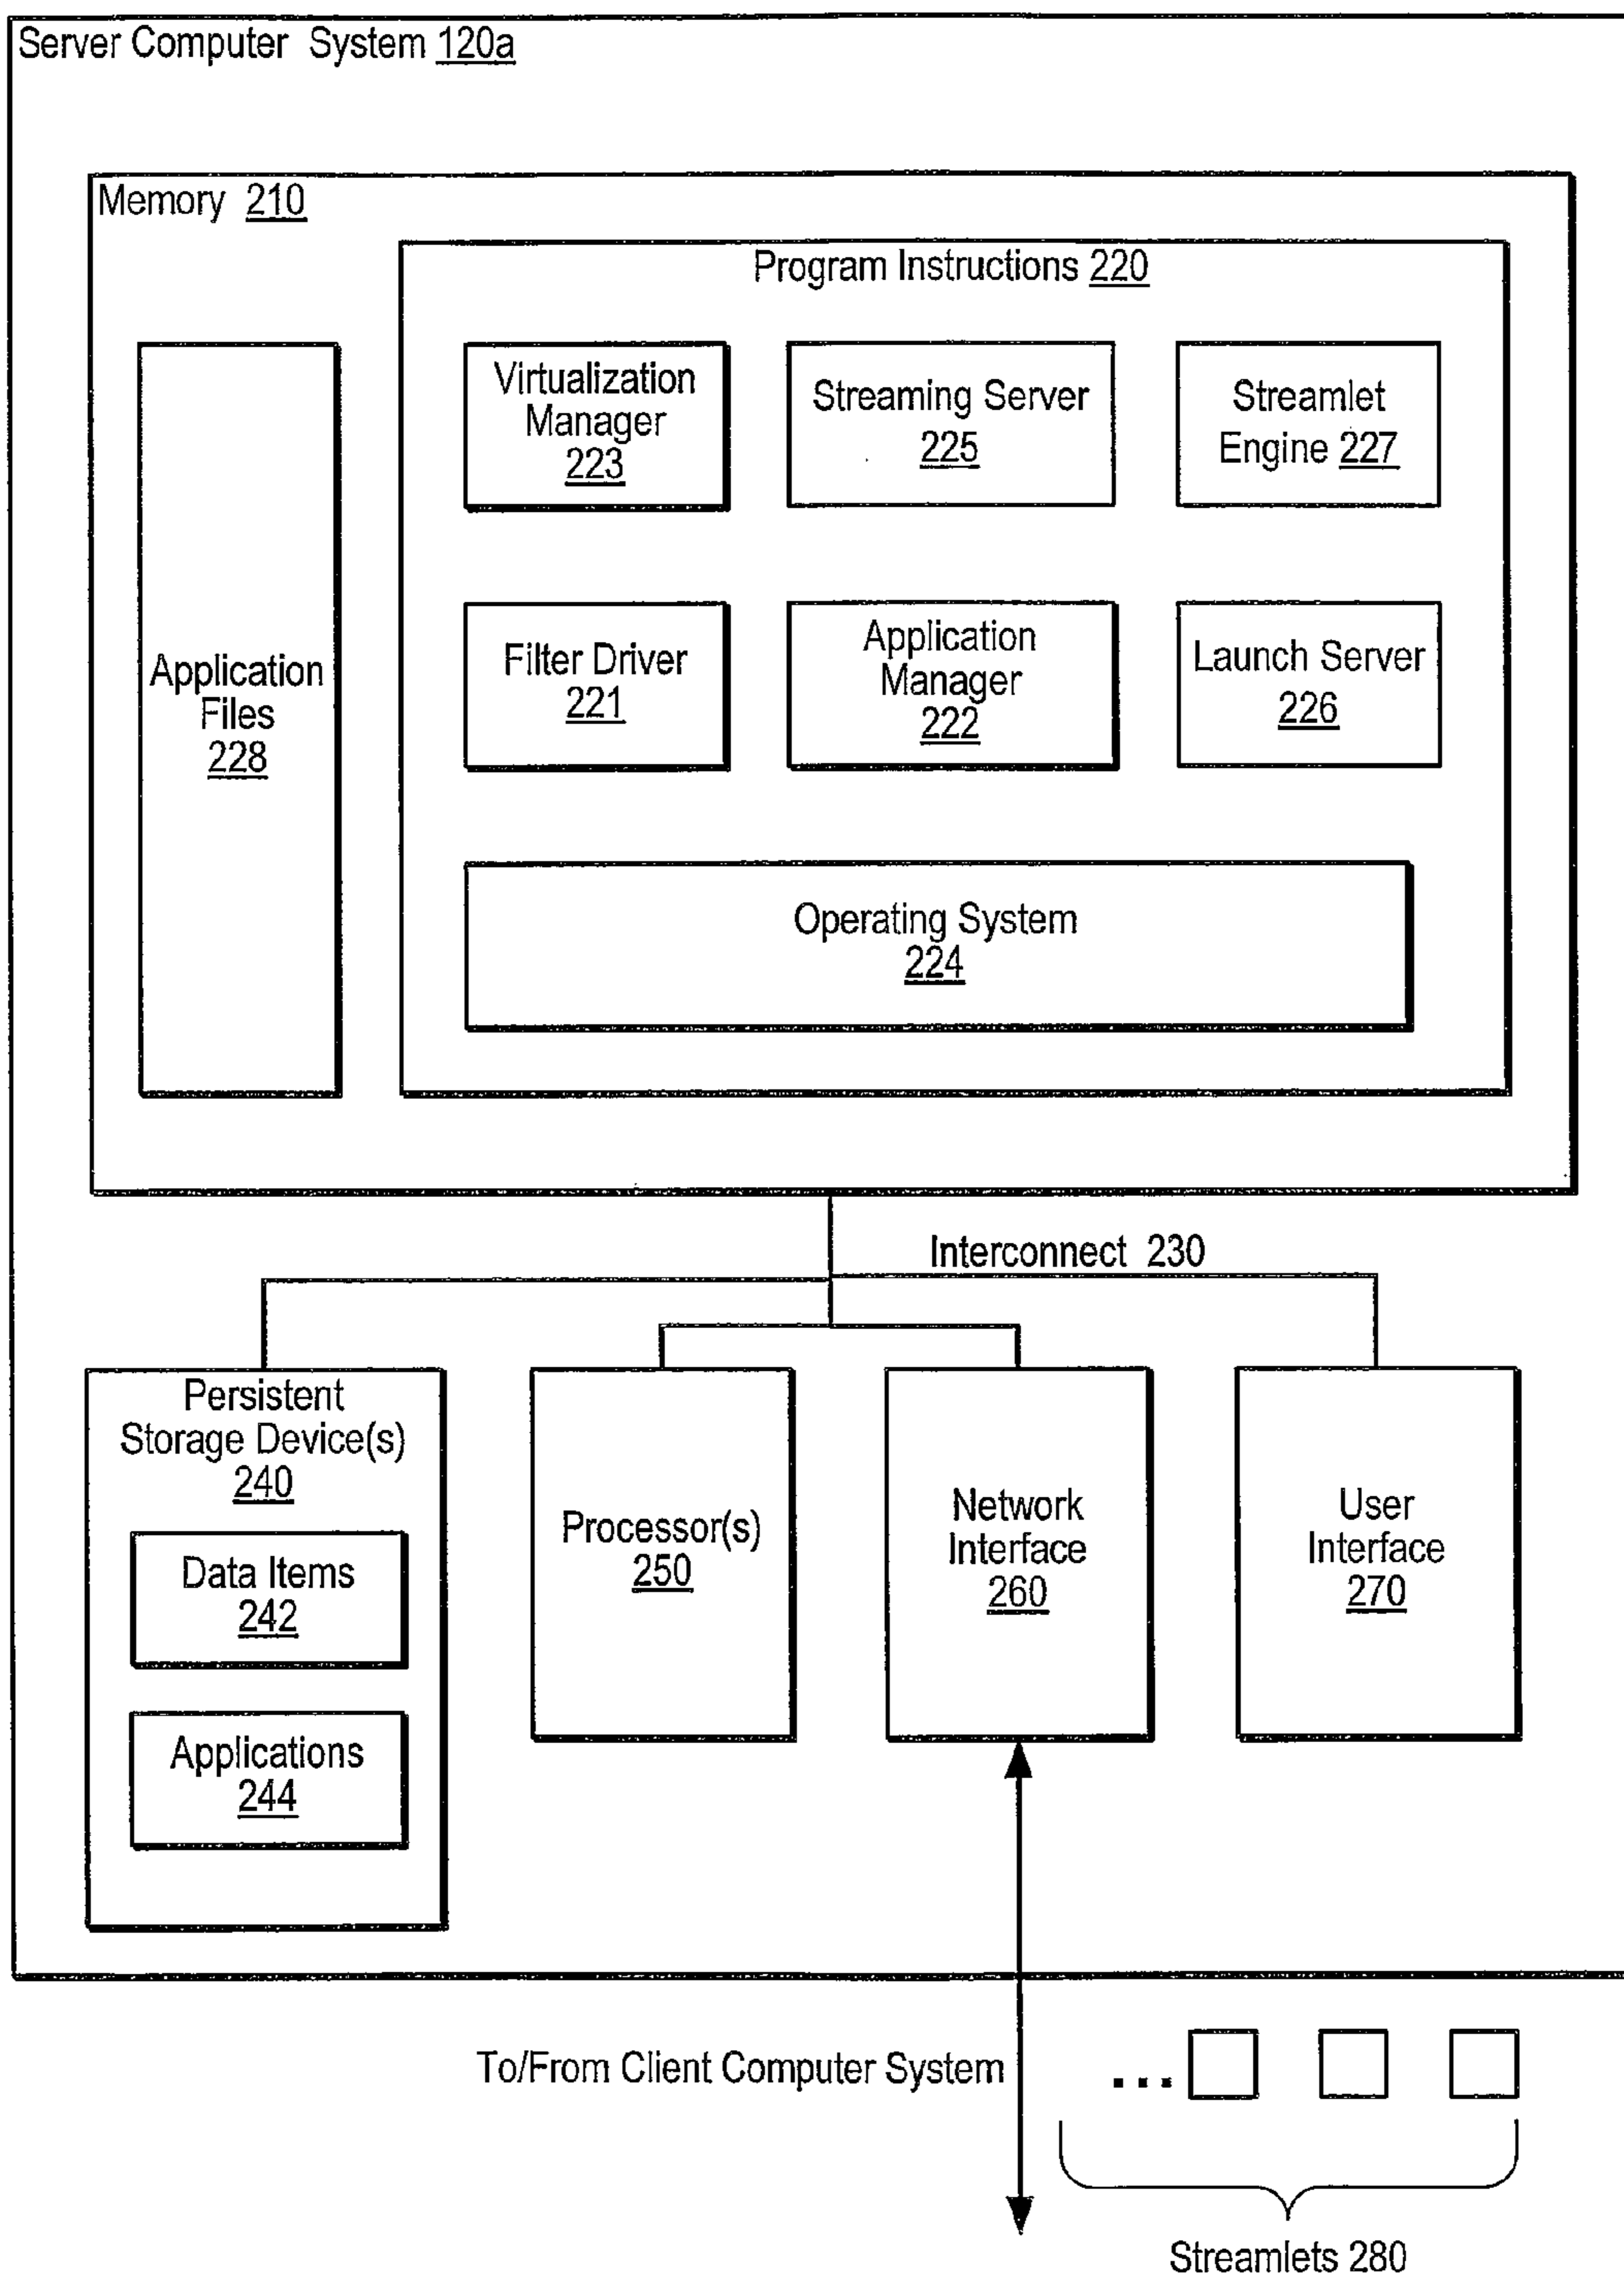 Server Computer System 120a
Memory 210
Program Instructions 220
Virtualization
Manager
223
Streaming Server
225
Streamlet
Engine 227
Application
Files
228
Filter Driver
221
Application
Manager
222
Launch Server
226
Operating System
224
Interconnect 230
Persistent
Storage Device(s)
240
Data Items
242
Applications
244
Processor(s)
250
Network
Interface
260
User
Interface
270
To/From Client Computer System
...
Streamlets 280